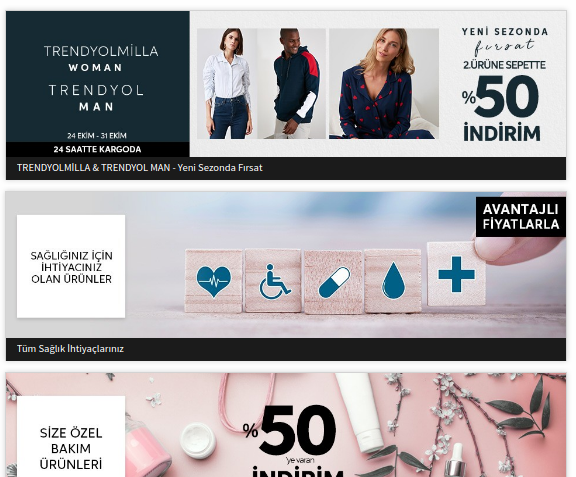 TRENDYOLMİLLA
WOMAN
TRENDYOL
MAN
24 EKİM - 31 EKİM
24 SAATTE KARGODA
YENİ SEZONDA
fırsat
2.ÜRÜNE SEPETTE
%50
İNDİRİM
TRENDYOLMİLLA & TRENDYOL MAN - Yeni Sezonda Fırsat
AVANTAJLI
FİYATLARLA
SAĞLIĞINIZ İÇİN
İHTİYACINIZ
OLAN ÜRÜNLER
Tüm Sağlık İhtiyaçlarınız
SİZE ÖZEL
BAKIM
ÜRÜNLERİ
%50
'ye varan
İNDİRİM